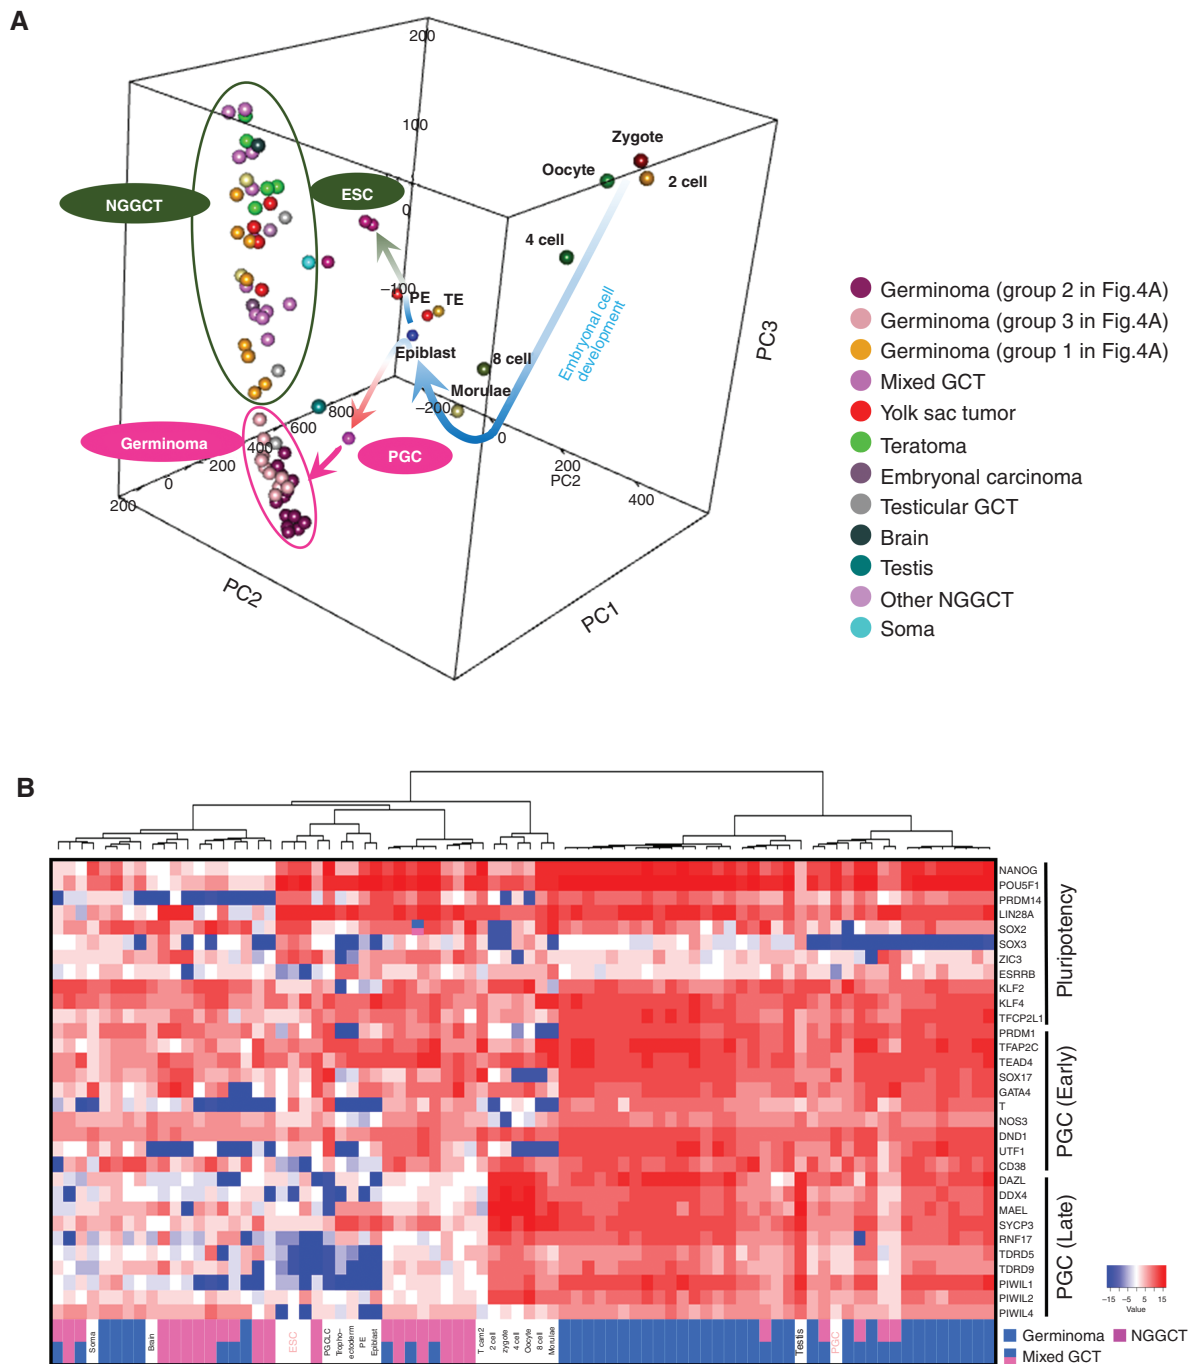 A
200
100
0
−100
−200
Zygote
Oocyte
2 cell
4 cell
NGGCT
ESC
PE
TE
Epiblast
8 cell
Morulae
Embryonal cell
development
Germinoma
PGC
800
600
400
200
0
200
0
200
PC2
400
PC2
PC1
PC3
Germinoma (group 2 in Fig.4A)
Germinoma (group 3 in Fig.4A)
Germinoma (group 1 in Fig.4A)
Mixed GCT
Yolk sac tumor
Teratoma
Embryonal carcinoma
Testicular GCT
Brain
Testis
Other NGGCT
Soma
B
NANOG
POU5F1
PRDM14
LIN28A
SOX2
SOX3
ZIC3
ESRRB
KLF2
KLF4
TFCP2L1
PRDM1
TFAP2C
TEAD4
SOX17
GATA4
T
NOS3
DND1
UTF1
CD38
DAZL
DDX4
MAEL
SYCP3
RNF17
TDRD5
TDRD9
PIWIL1
PIWIL2
PIWIL4
Pluripotency
PGC (Early)
PGC (Late)
Soma
Brain
ESC
PGCLC
Tropho-
ectoderm
PE
Epiblast
T cam2
2 cell
zygote
4 cell
Oocyte
8 cell
Morulae
Testis
PGC
−15 −5 5 15
Value
Germinoma
NGGCT
Mixed GCT